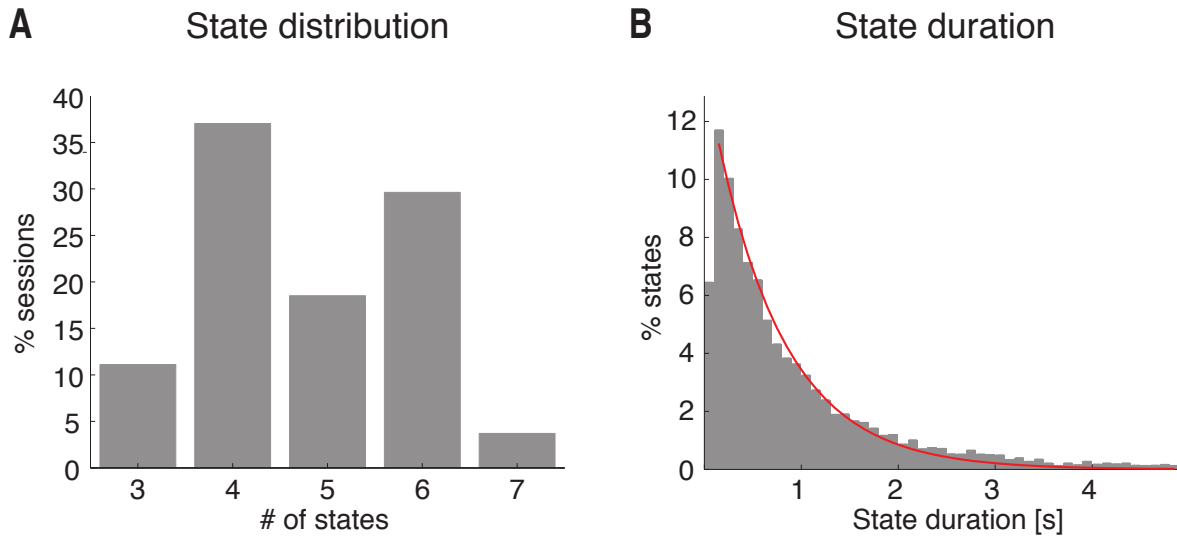 A
State distribution
% sessions
40
35
30
25
20
15
10
5
0
3 4 5 6 7
# of states
B
State duration
% states
12
10
8
6
4
2
0
1 2 3 4
State duration [s]